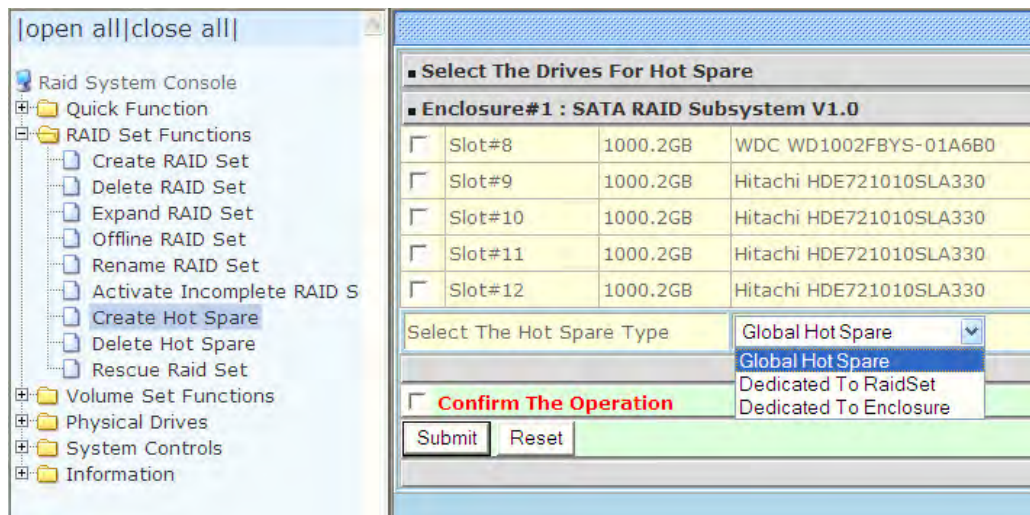 |open all|close all|
Raid System Console
Quick Function
RAID Set Functions
Create RAID Set
Delete RAID Set
Expand RAID Set
Offline RAID Set
Rename RAID Set
Activate Incomplete RAID S
Create Hot Spare
Delete Hot Spare
Rescue Raid Set
Volume Set Functions
Physical Drives
System Controls
Information
Select The Drives For Hot Spare
Enclosure#1 : SATA RAID Subsystem V1.0
Slot#8 1000.2GB WDC WD1002FBYS-01A6B0
Slot#9 1000.2GB Hitachi HDE721010SLA330
Slot#10 1000.2GB Hitachi HDE721010SLA330
Slot#11 1000.2GB Hitachi HDE721010SLA330
Slot#12 1000.2GB Hitachi HDE721010SLA330
Select The Hot Spare Type Global Hot Spare
Global Hot Spare
Dedicated To RaidSet
Dedicated To Enclosure
Confirm The Operation
Submit Reset